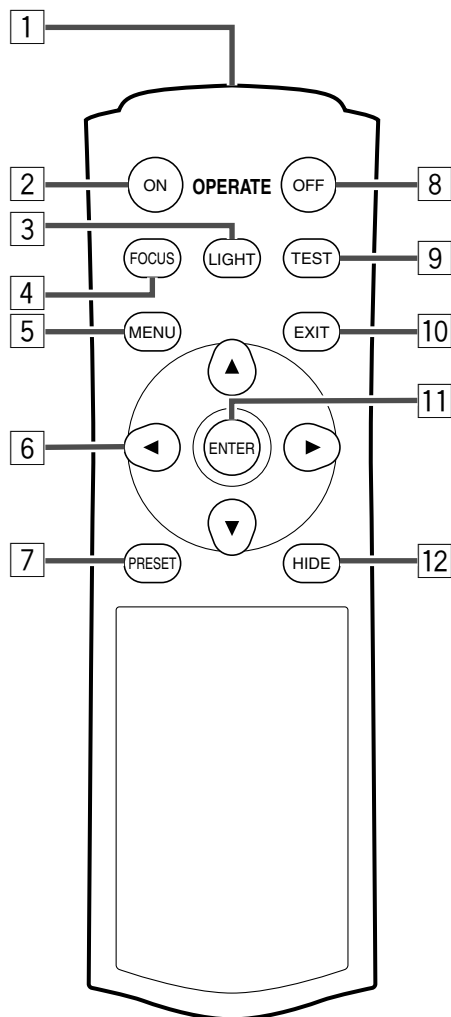 1
2 ON OPERATE OFF 8
3
FOCUS LIGHT TEST 9
4
5 MENU EXIT 10
11
6 ENTER
7 PRESET HIDE 12